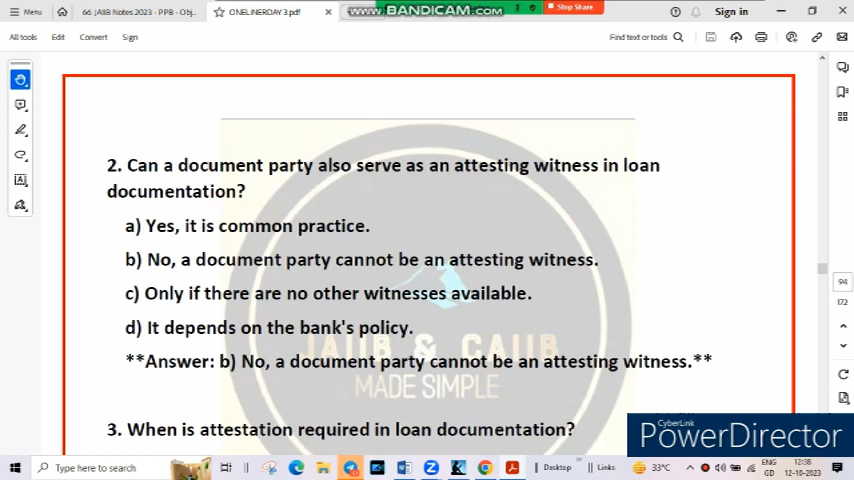 Menu
66. JAIIB Notes 2023 - PPB - Obj...
ONELINERDAY 3.pdf
WWW.BANDICAM.COM
Stop Share
Sign in
All tools
Edit
Convert
Sign
Find text or tools
2. Can a document party also serve as an attesting witness in loan
documentation?
a) Yes, it is common practice.
b) No, a document party cannot be an attesting witness.
c) Only if there are no other witnesses available.
d) It depends on the bank's policy.
**Answer: b) No, a document party cannot be an attesting witness.**
JAIIB & CAIIB
MADE SIMPLE
3. When is attestation required in loan documentation?
94
172
CyberLink
PowerDirector
Type here to search
Desktop
Links
33°C
ENG
GD
12:38
12-10-2023